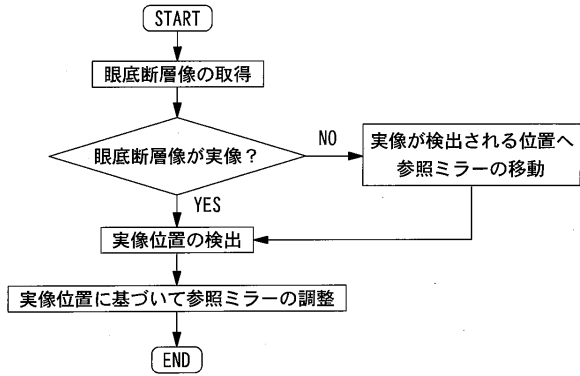 START
眼底断層像の取得
眼底断層像が実像？
NO
実像が検出される位置へ
参照ミラーの移動
YES
実像位置の検出
実像位置に基づいて参照ミラーの調整
END